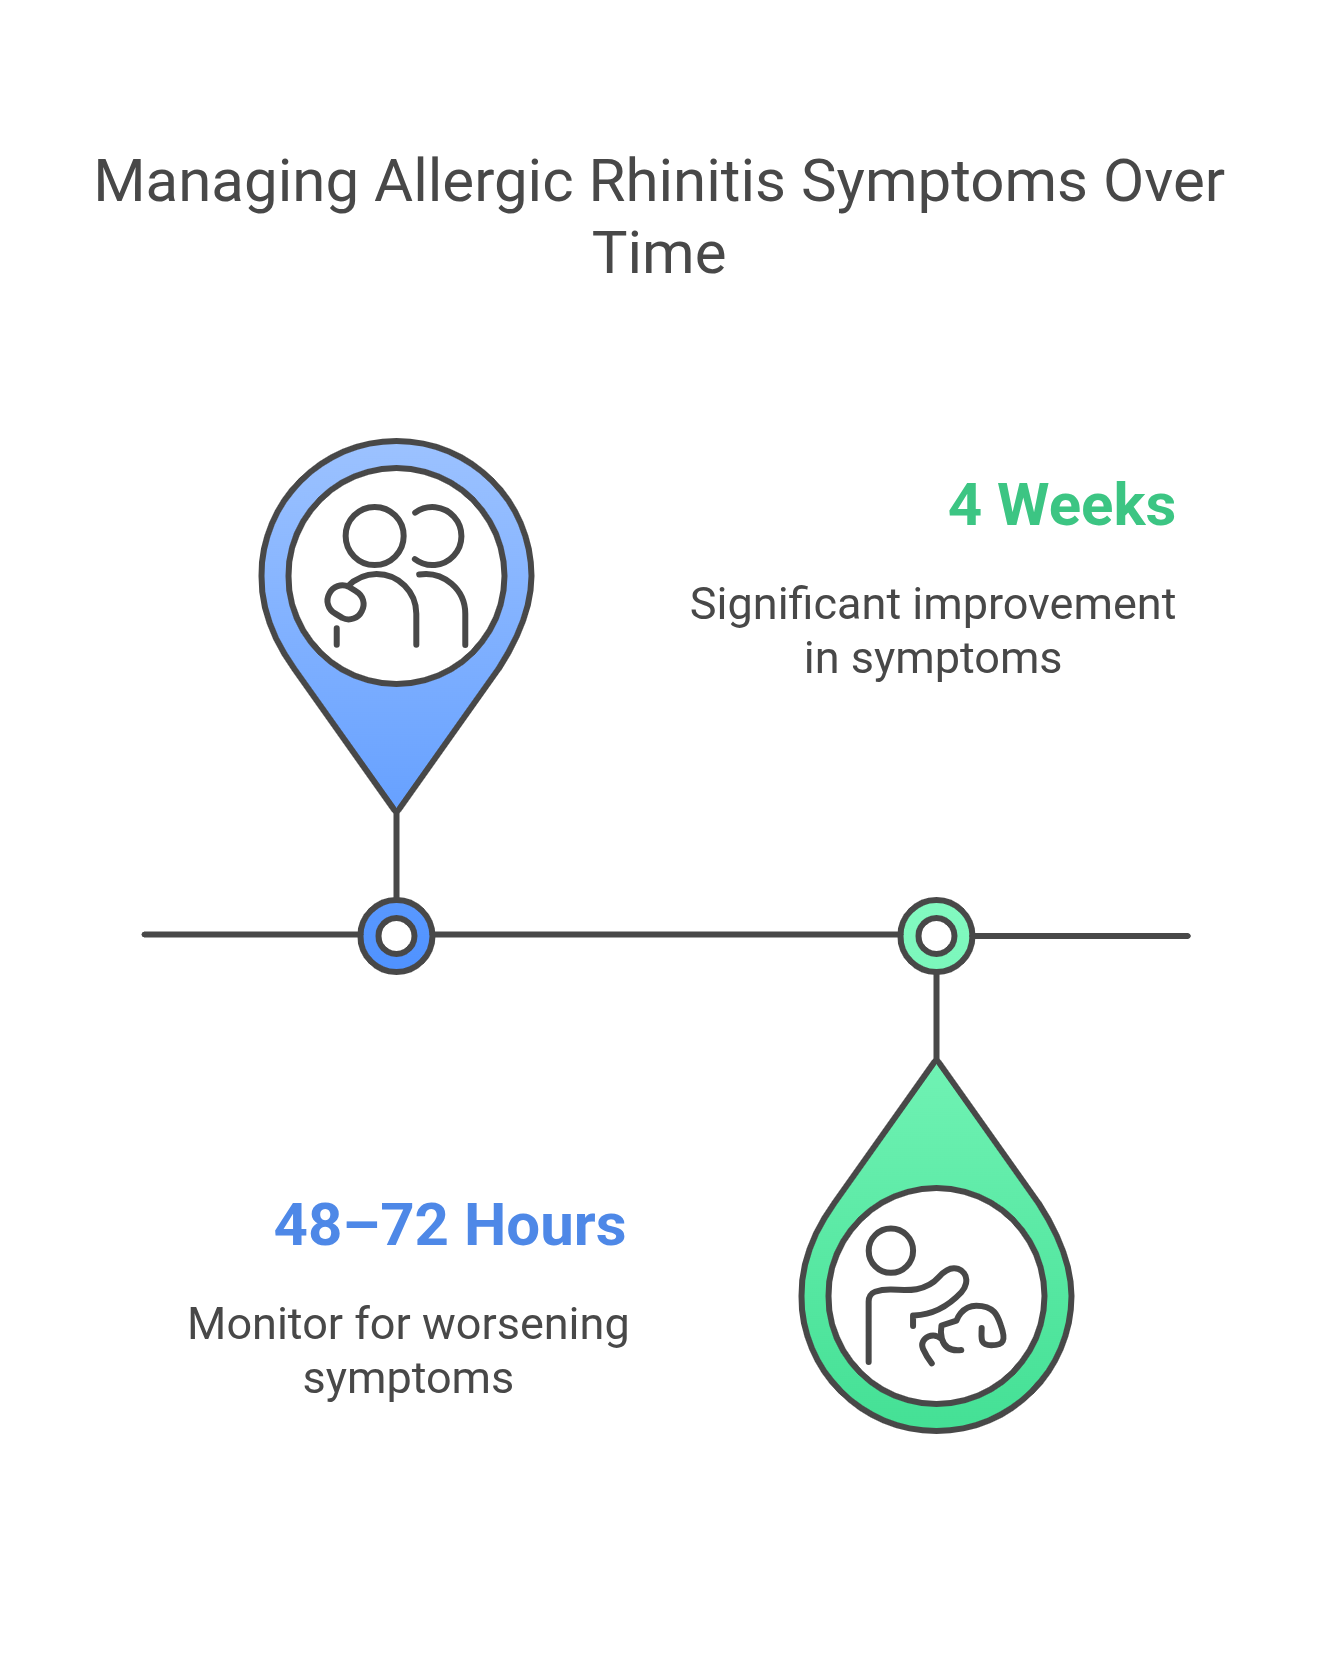 Managing Allergic Rhinitis Symptoms Over
Time
4 Weeks
Significant improvement
in symptoms
48–72 Hours
Monitor for worsening
symptoms